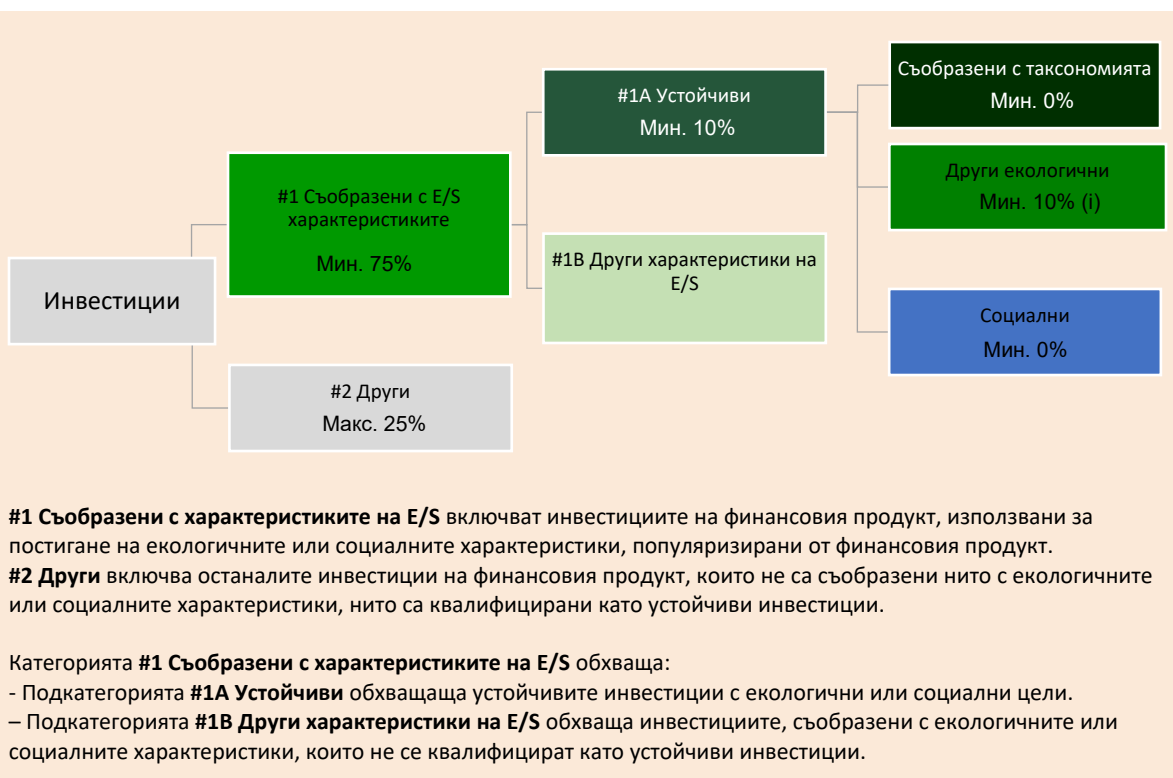 Инвестиции
#1 Съобразени с E/S
характеристиките
Мин. 75%
#2 Други
Макс. 25%
#1A Устойчиви
Мин. 10%
#1B Други характеристики на
E/S
Съобразени с таксономията
Мин. 0%
Други екологични
Мин. 10% (i)
Социални
Мин. 0%
#1 Съобразени с характеристиките на E/S включват инвестициите на финансовия продукт, използвани за
постигане на екологичните или социалните характеристики, популяризирани от финансовия продукт.
#2 Други включва останалите инвестиции на финансовия продукт, които не са съобразени нито с екологичните
или социалните характеристики, нито са квалифицирани като устойчиви инвестиции.
Категорията #1 Съобразени с характеристиките на E/S обхваща:
- Подкатегорията #1A Устойчиви обхващаща устойчивите инвестиции с екологични или социални цели.
– Подкатегорията #1B Други характеристики на E/S обхваща инвестициите, съобразени с екологичните или
социалните характеристики, които не се квалифицират като устойчиви инвестиции.